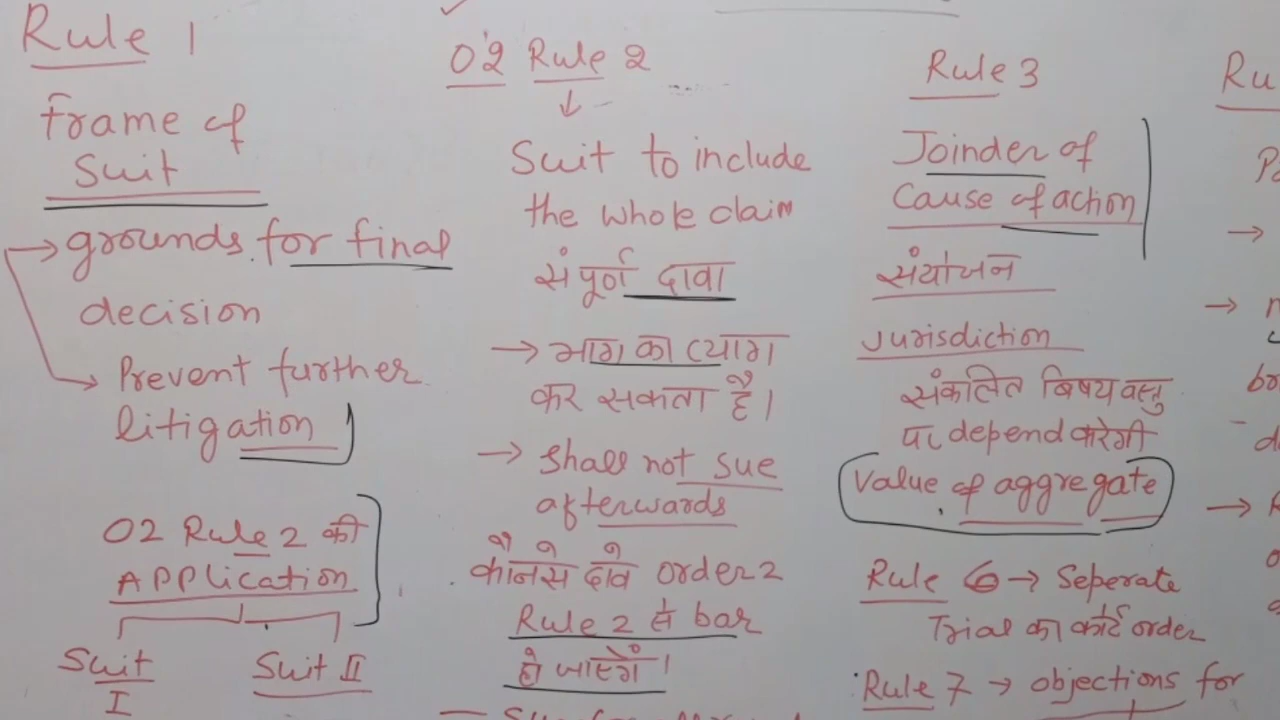 Rule 1
Frame of
Suit
→ grounds for final
decision
→ Prevent further
litigation
O2 Rule 2 की
Application
Suit
I
Suit II
O2 Rule 2
↓
Suit to include
the whole claim
संपूर्ण दावा
→ भाग का त्याग
कर सकता है।
→ Shall not sue
afterwards
कौनसे दावे order 2
Rule 2 से bar
हो जाएंगे।
Rule 3
Joinder of
Cause of action
संयोजन
Jurisdiction
संकलित विषय वस्तु
पर depend करेगी
Value of aggregate
Rule 6 → Seperate
Trial का कोर्ट order
Rule 7 → objections for
Ru
→
→
→